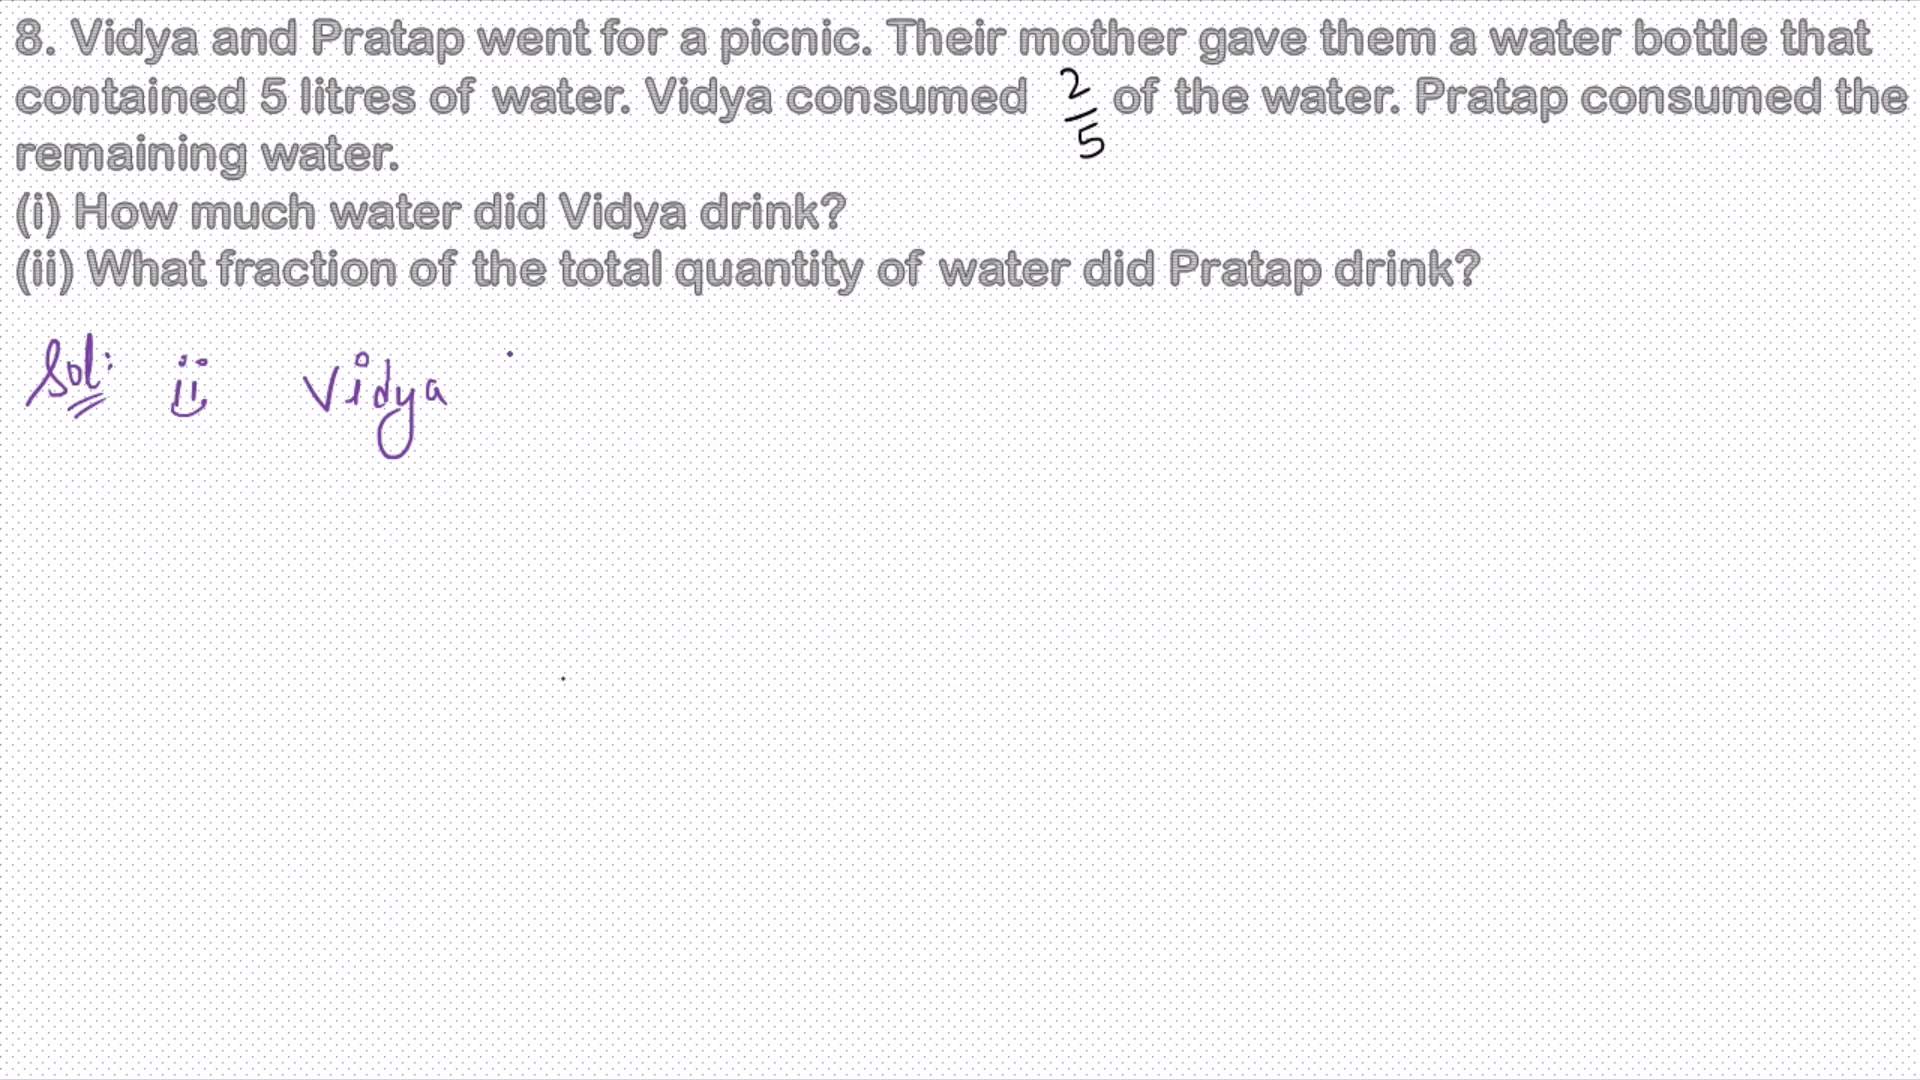 8. Vidya and Pratap went for a picnic. Their mother gave them a water bottle that
contained 5 litres of water. Vidya consumed 2/5 of the water. Pratap consumed the
remaining water.
(i) How much water did Vidya drink?
(ii) What fraction of the total quantity of water did Pratap drink?
Sol: ii Vidya